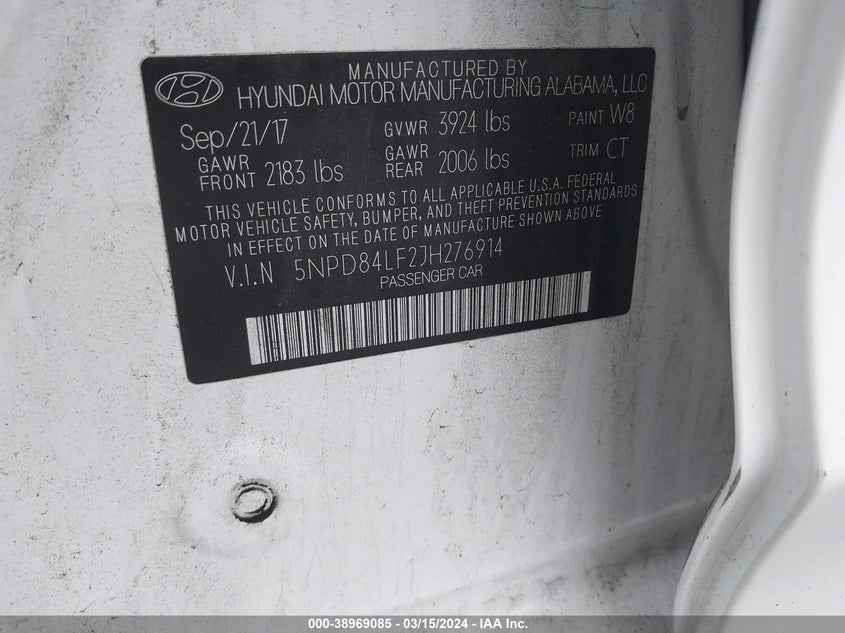 MANUFACTURED BY
HYUNDAI MOTOR MANUFACTURING ALABAMA, LLC
Sep/21/17 GVWR 3924 lbs PAINT W8
GAWR FRONT 2183 lbs GAWR REAR 2006 lbs TRIM CT
THIS VEHICLE CONFORMS TO ALL APPLICABLE U.S.A. FEDERAL
MOTOR VEHICLE SAFETY, BUMPER, AND THEFT PREVENTION STANDARDS
IN EFFECT ON THE DATE OF MANUFACTURE SHOWN ABOVE
V.I.N 5NPD84LF2JH276914
PASSENGER CAR
000-38969085 - 03/15/2024 - IAA Inc.